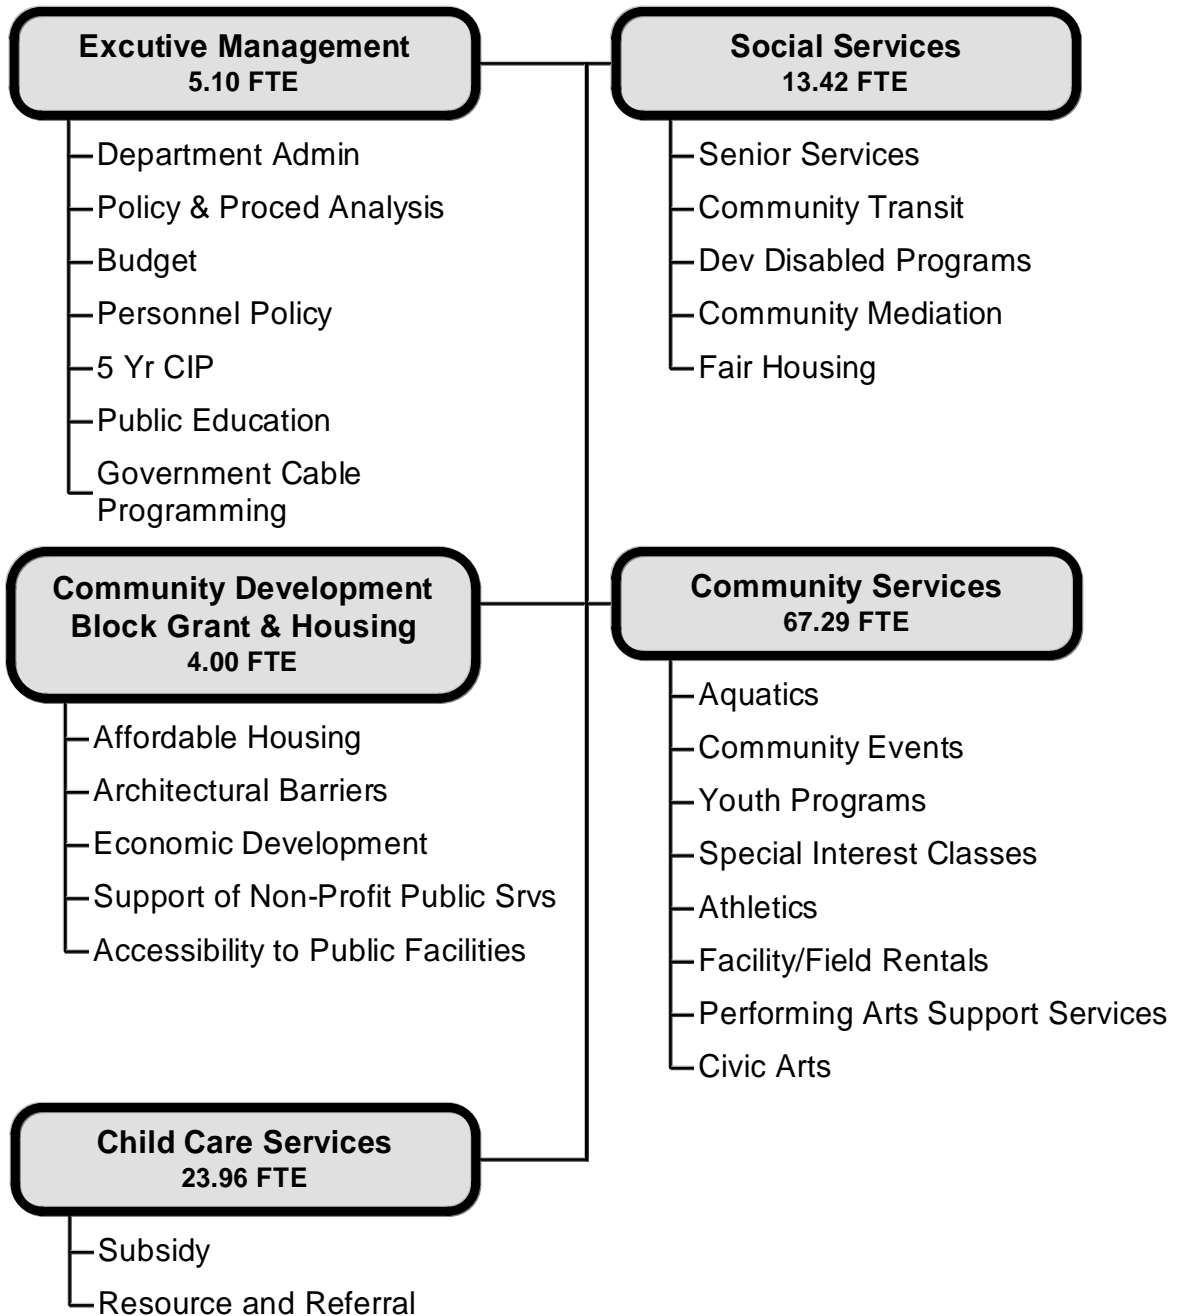 Excutive Management
5.10 FTE
Department Admin
Policy & Proced Analysis
Budget
Personnel Policy
5 Yr CIP
Public Education
Government Cable
Programming
Social Services
13.42 FTE
Senior Services
Community Transit
Dev Disabled Programs
Community Mediation
Fair Housing
Community Development
Block Grant & Housing
4.00 FTE
Affordable Housing
Architectural Barriers
Economic Development
Support of Non-Profit Public Srvs
Accessibility to Public Facilities
Community Services
67.29 FTE
Aquatics
Community Events
Youth Programs
Special Interest Classes
Athletics
Facility/Field Rentals
Performing Arts Support Services
Civic Arts
Child Care Services
23.96 FTE
Subsidy
Resource and Referral